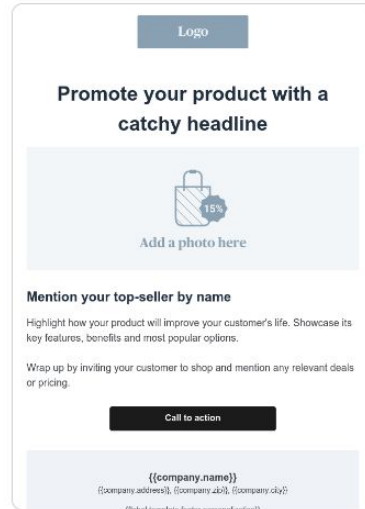 Logo
Promote your product with a
catchy headline
15%
Add a photo here
Mention your top-seller by name
Highlight how your product will improve your customer's life. Showcase its
key features, benefits and most popular options.
Wrap up by inviting your customer to shop and mention any relevant deals
or pricing.
Call to action
{{company.name}}
{{company.address}}, {{company.zip}}, {{company.city}}